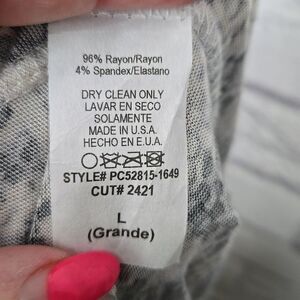 96% Rayon/Rayon
4% Spandex/Elastano
DRY CLEAN ONLY
LAVAR EN SECO
SOLAMENTE
MADE IN U.S.A.
HECHO EN E.U.A.
STYLE# PC52815-1649
CUT# 2421
L
(Grande)